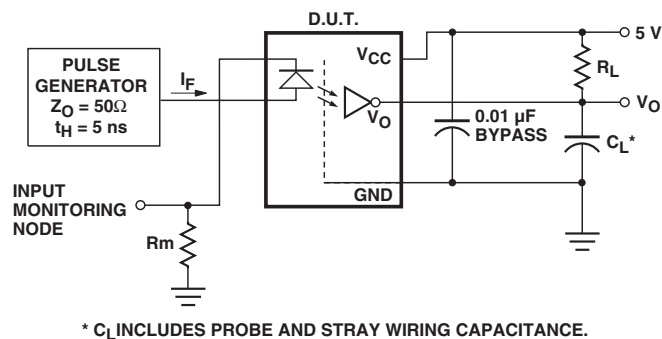 D.U.T.
PULSE
GENERATOR
ZO = 50Ω
tH = 5 ns
IF
VCC
5 V
RL
VO
VO
0.01 µF
BYPASS
CL*
GND
INPUT
MONITORING
NODE
Rm
* CL INCLUDES PROBE AND STRAY WIRING CAPACITANCE.